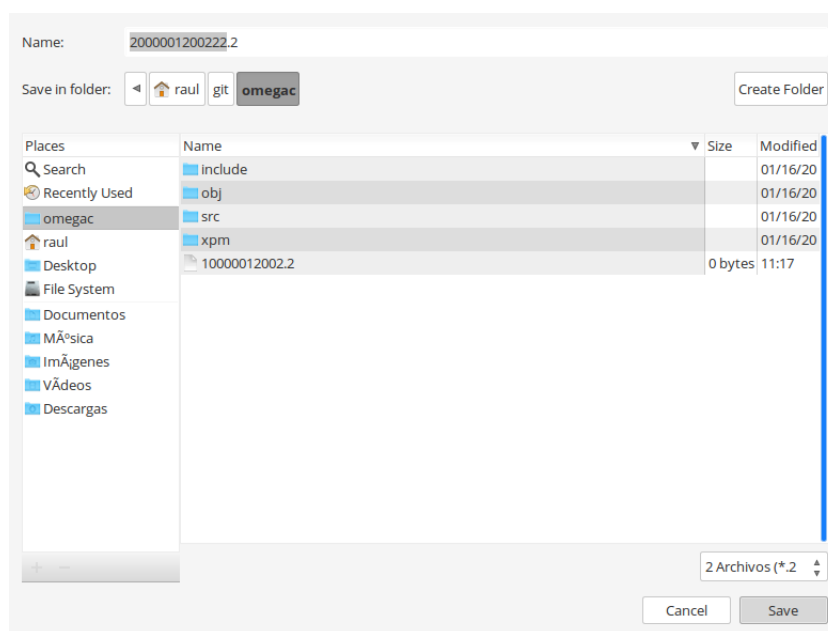 Name: 2000001200222.2
Save in folder: raul git omegac Create Folder
Places Name Size Modified
Search include 01/16/20
Recently Used obj 01/16/20
omegac src 01/16/20
raul xpm 01/16/20
Desktop 10000012002.2 0 bytes 11:17
File System
Documentos
MÃºsica
ImÃ¡genes
VÃdeos
Descargas
2 Archivos (*.2
Cancel Save